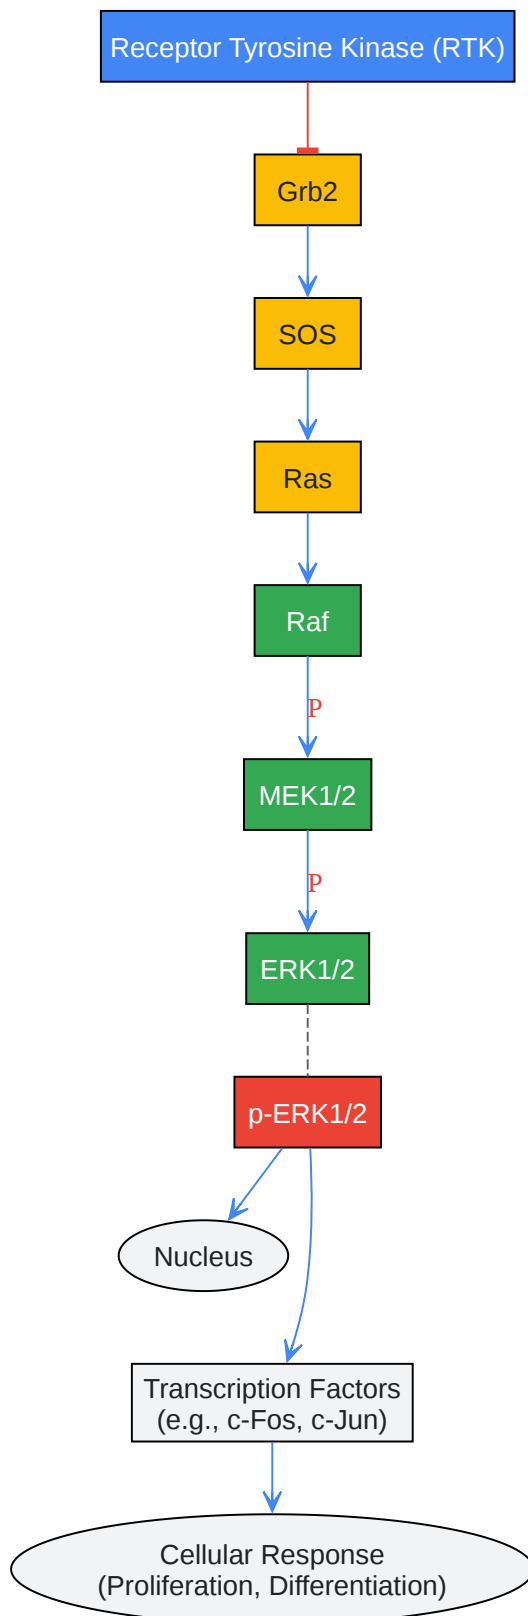 Receptor Tyrosine Kinase (RTK)
Grb2
SOS
Ras
Raf
P
MEK1/2
P
ERK1/2
p-ERK1/2
Nucleus
Transcription Factors
(e.g., c-Fos, c-Jun)
Cellular Response
(Proliferation, Differentiation)